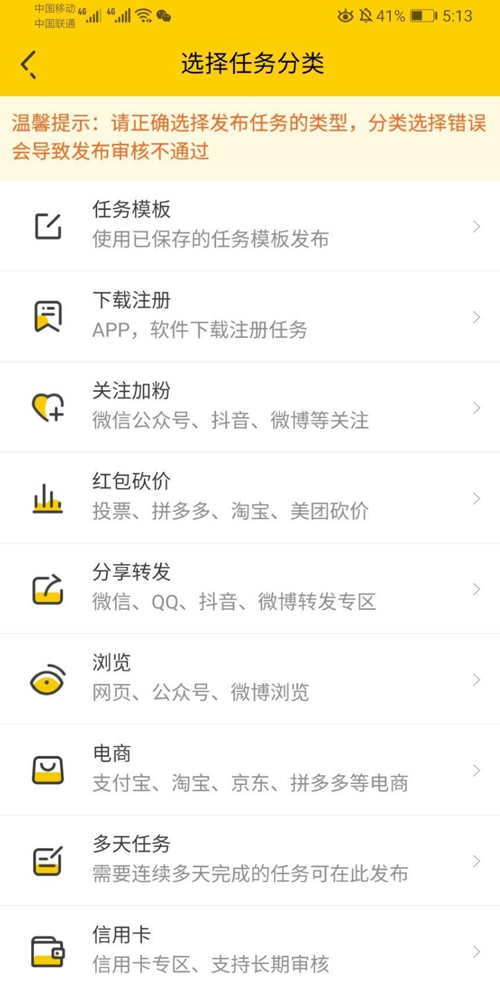 中国移动
中国联通
4G 4G 41% 5:13
选择任务分类
温馨提示：请正确选择发布任务的类型，分类选择错误
会导致发布审核不通过
任务模板
使用已保存的任务模板发布
下载注册
APP，软件下载注册任务
关注加粉
微信公众号、抖音、微博等关注
红包砍价
投票、拼多多、淘宝、美团砍价
分享转发
微信、QQ、抖音、微博转发专区
浏览
网页、公众号、微博浏览
电商
支付宝、淘宝、京东、拼多多等电商
多天任务
需要连续多天完成的任务可在此发布
信用卡
信用卡专区、支持长期审核